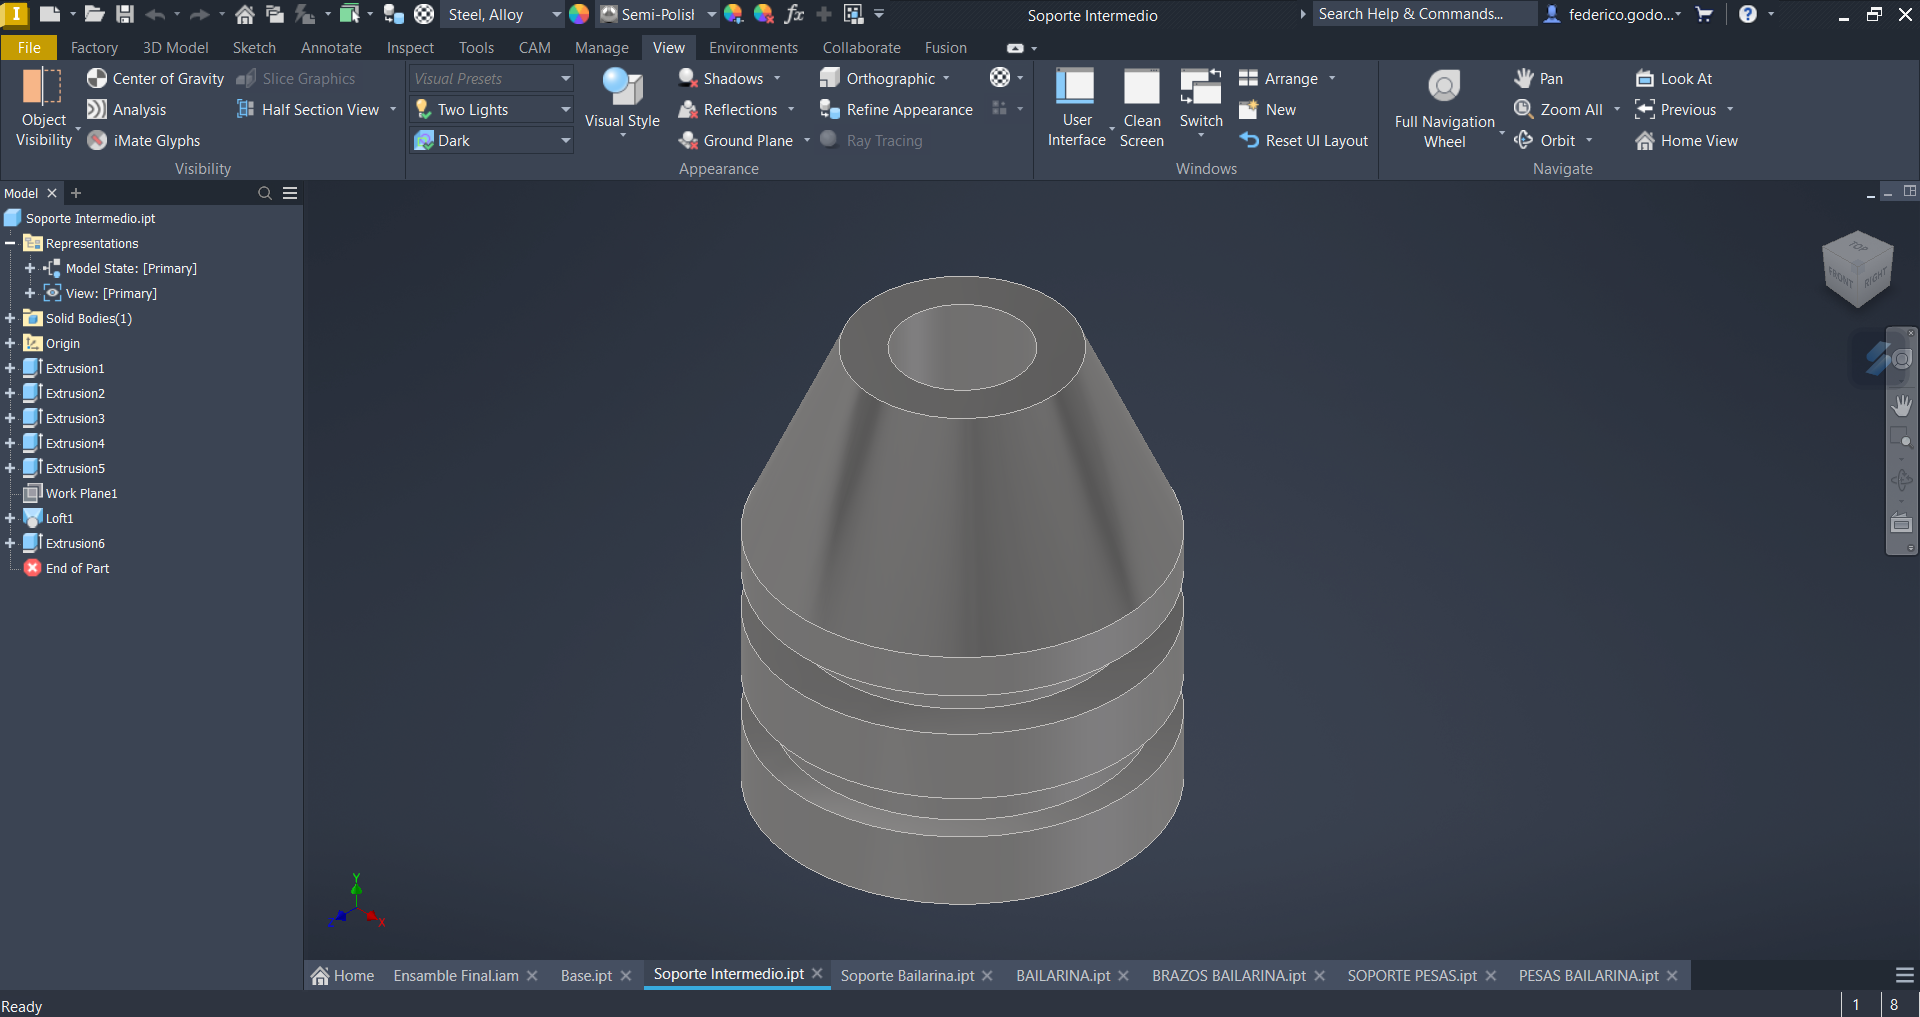 Steel, Alloy
Semi-Polish
fx
Soporte Intermedio
Search Help & Commands...
federico.godo...
File Factory 3D Model Sketch Annotate Inspect Tools CAM Manage View Environments Collaborate Fusion
Object Visibility
Center of Gravity
Analysis
iMate Glyphs
Slice Graphics
Half Section View
Visibility
Visual Presets
Two Lights
Dark
Visual Style
Shadows
Reflections
Ground Plane
Orthographic
Refine Appearance
Ray Tracing
Appearance
User Interface
Clean Screen
Switch
Arrange
New
Reset UI Layout
Windows
Full Navigation Wheel
Pan
Zoom All
Orbit
Look At
Previous
Home View
Navigate
Model
Soporte Intermedio.ipt
Representations
Model State: [Primary]
View: [Primary]
Solid Bodies(1)
Origin
Extrusion1
Extrusion2
Extrusion3
Extrusion4
Extrusion5
Work Plane1
Loft1
Extrusion6
End of Part
TOP
FRONT
RIGHT
Y
Z
X
Home
Ensamble Final.iam
Base.ipt
Soporte Intermedio.ipt
Soporte Bailarina.ipt
BAILARINA.ipt
BRAZOS BAILARINA.ipt
SOPORTE PESAS.ipt
PESAS BAILARINA.ipt
Ready
1
8